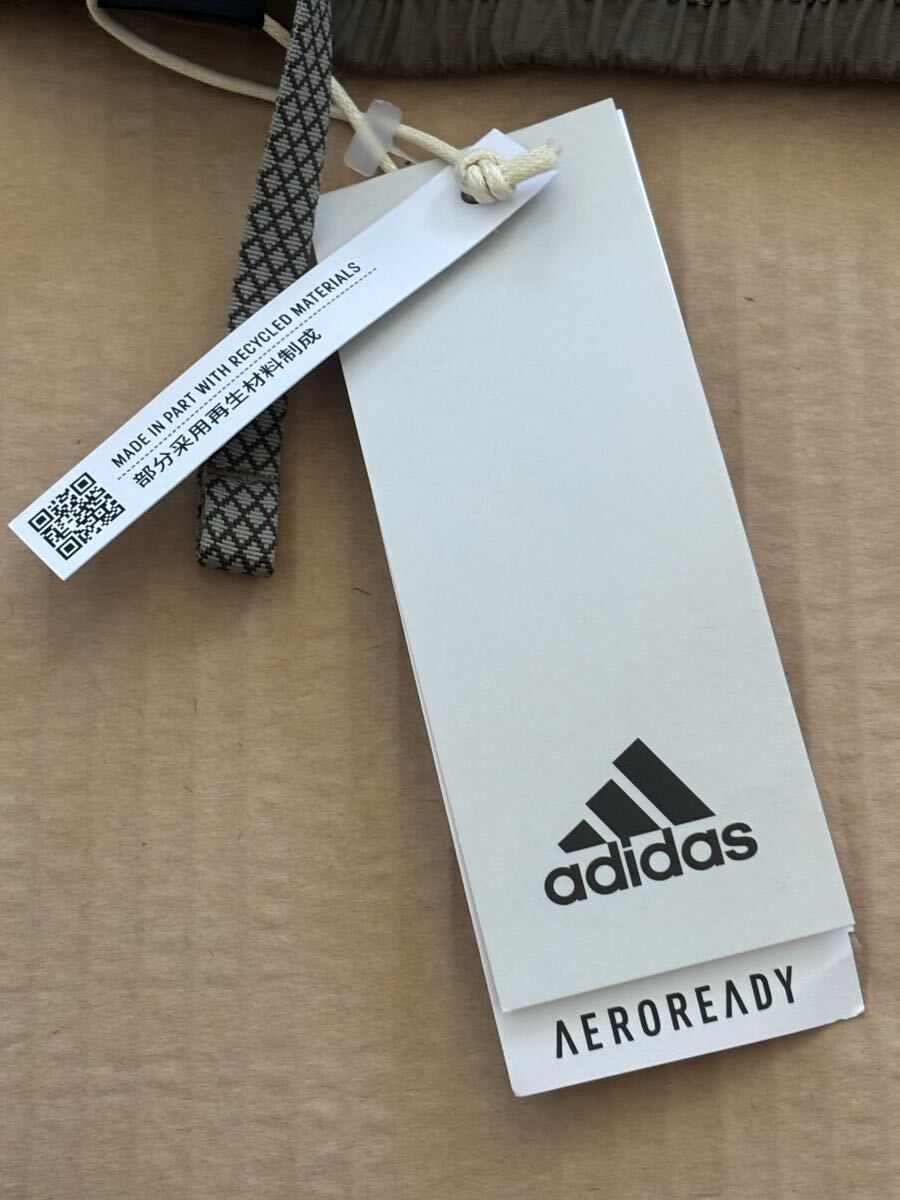 MADE IN PART WITH RECYCLED MATERIALS
部分采用再生材料制成
adidas
AEROREADY